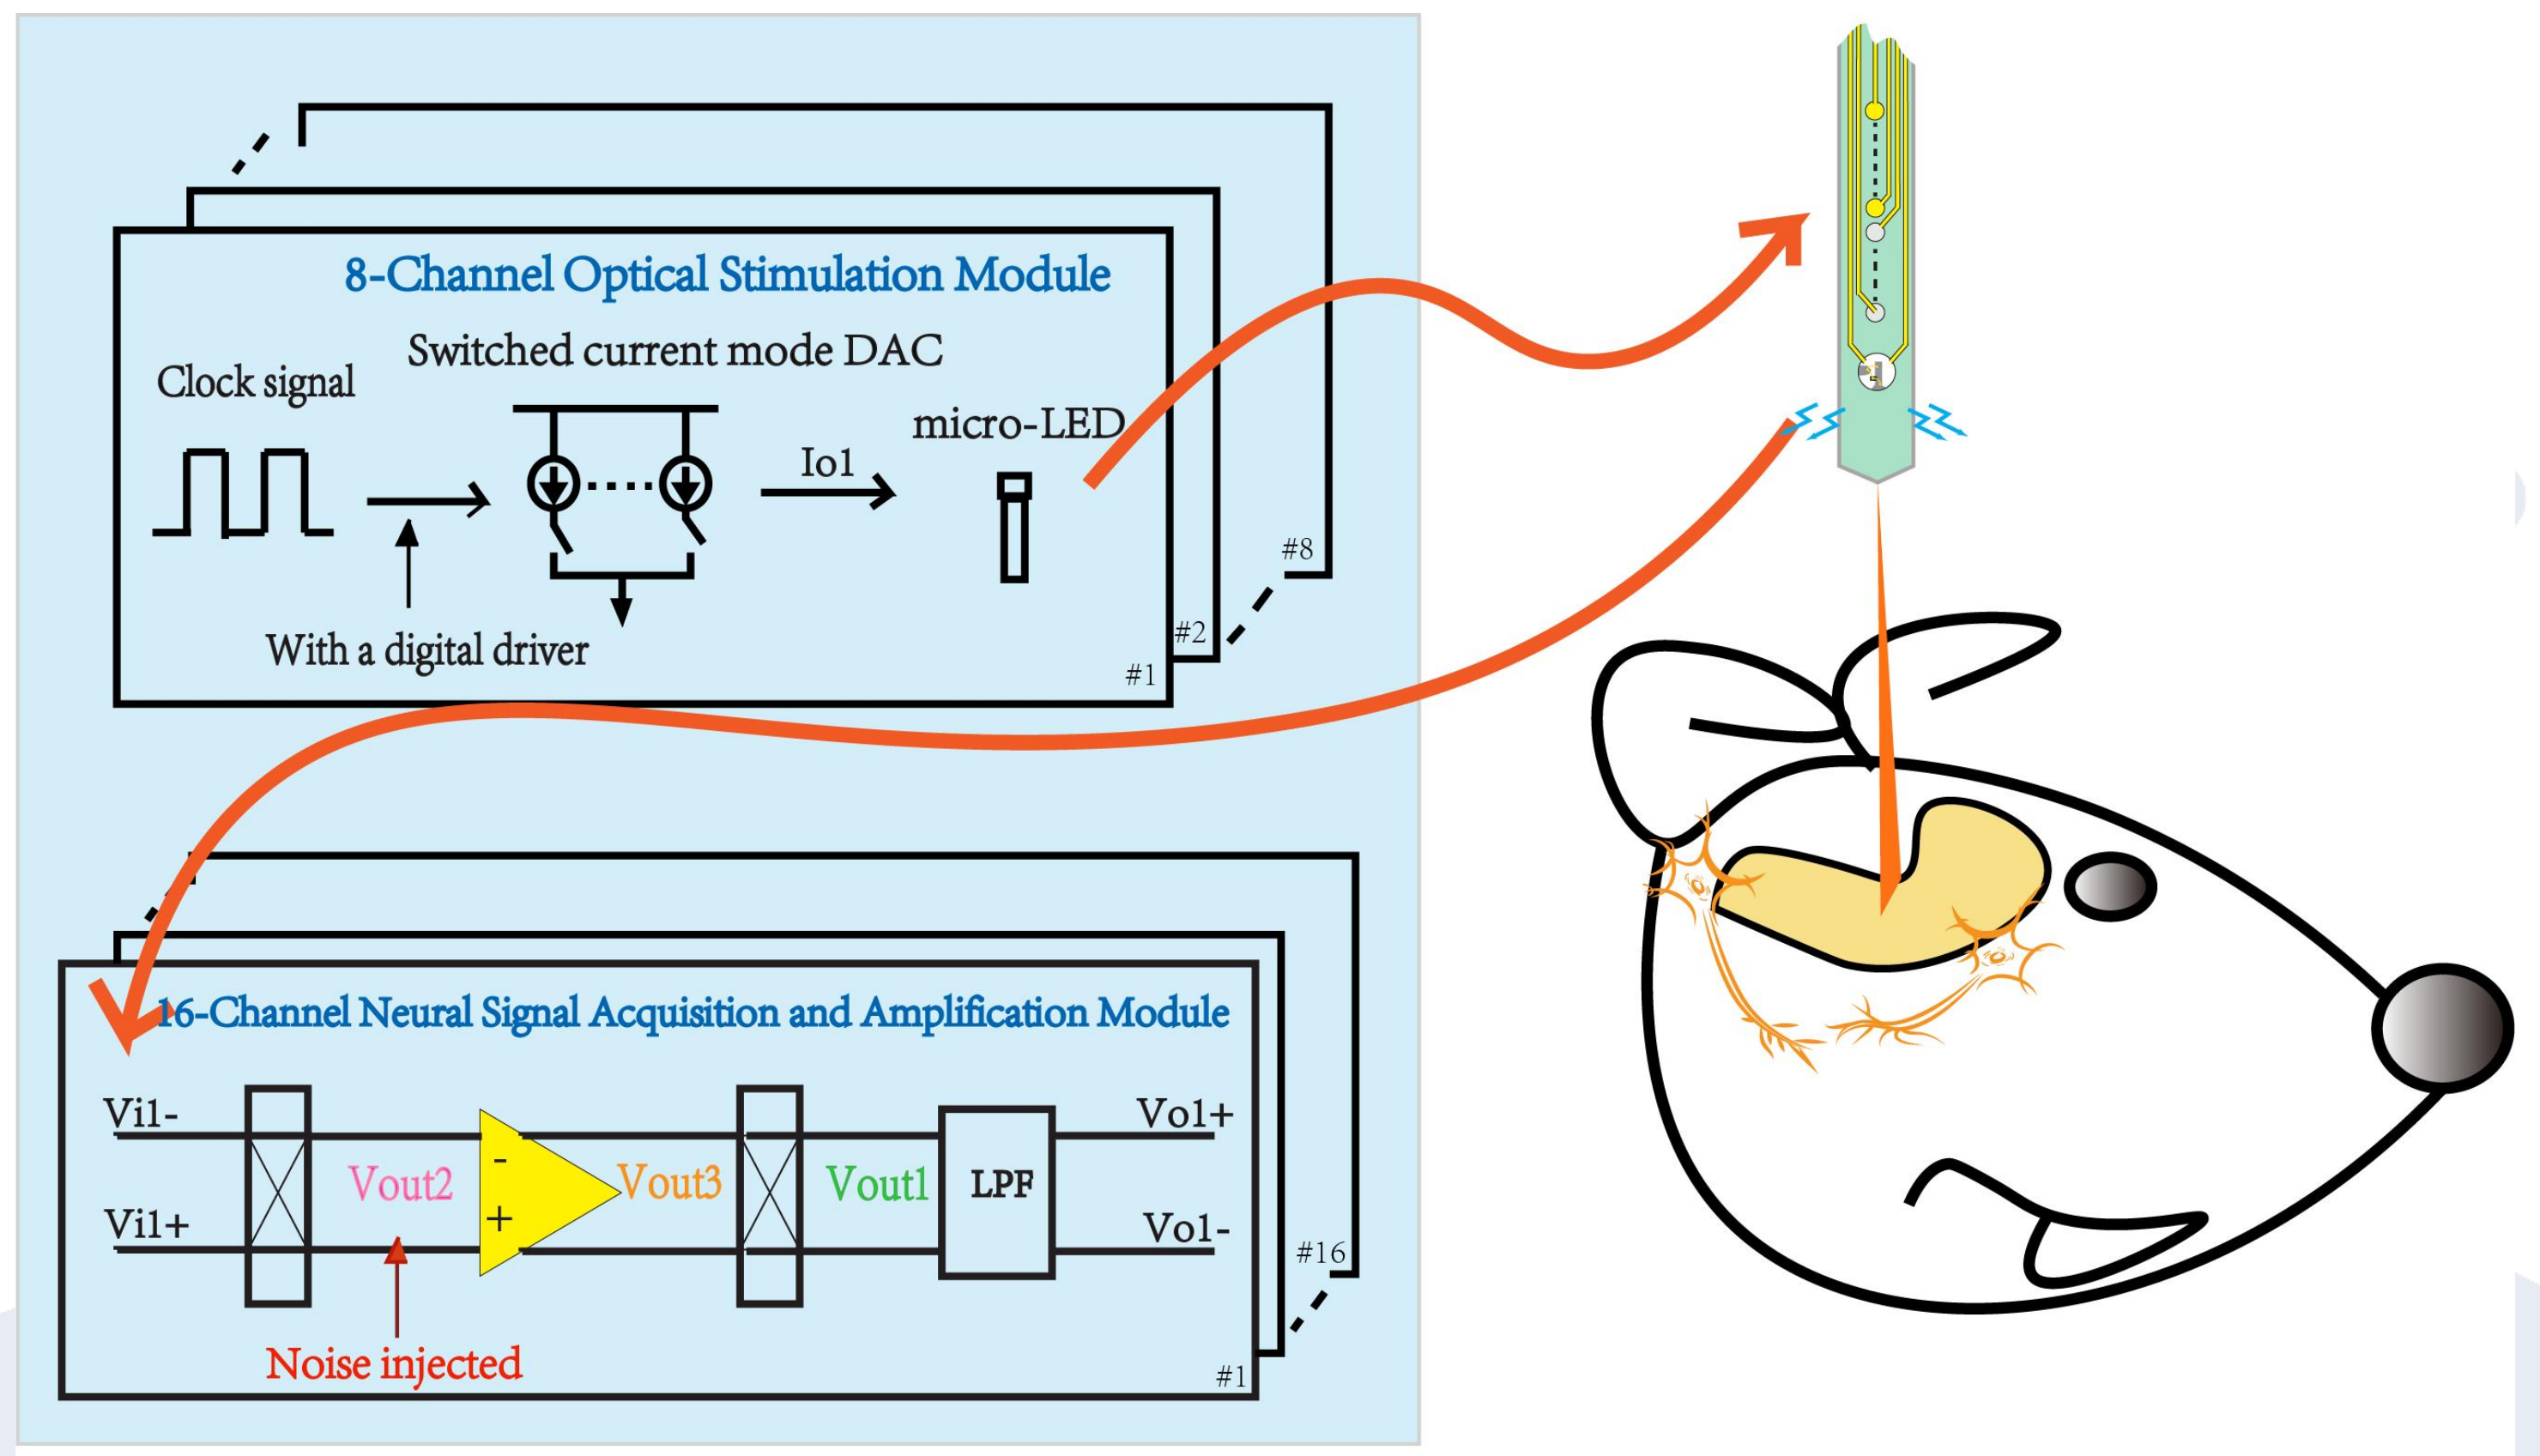 8-Channel Optical Stimulation Module
Switched current mode DAC
Clock signal
micro-LED
Io1
With a digital driver
#8
#2
#1
16-Channel Neural Signal Acquisition and Amplification Module
Vi1-
Vo1+
-
Vout2
Vout3
Vout1
LPF
+
Vi1+
Vo1-
#16
Noise injected
#1